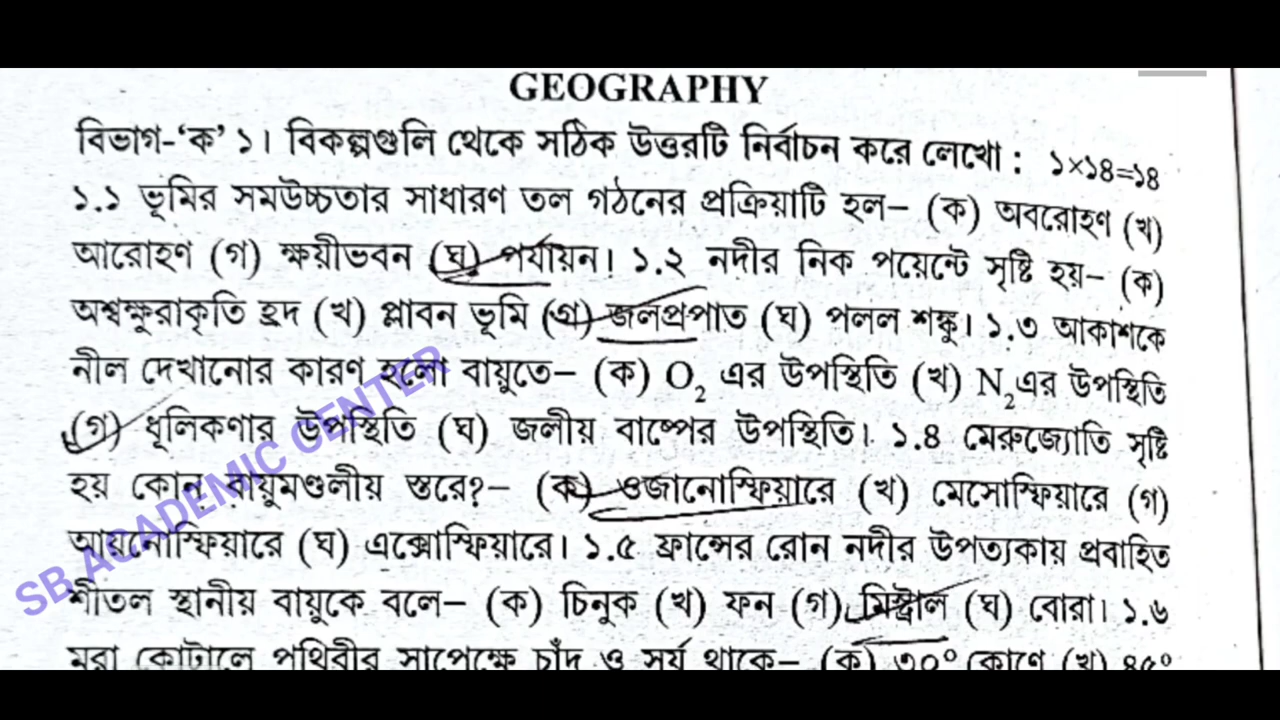 GEOGRAPHY
বিভাগ-‘ক’ ১। বিকল্পগুলি থেকে সঠিক উত্তরটি নির্বাচন করে লেখো : ১×১৪=১৪
১.১ ভূমির সমউচ্চতার সাধারণ তল গঠনের প্রক্রিয়াটি হল– (ক) অবরোহণ (খ)
আরোহণ (গ) ক্ষয়ীভবন (ঘ) পর্যায়ন। ১.২ নদীর নিক পয়েন্টে সৃষ্টি হয়– (ক)
অশ্বক্ষুরাকৃতি হ্রদ (খ) প্লাবন ভূমি (গ) জলপ্রপাত (ঘ) পলল শঙ্কু। ১.৩ আকাশকে
নীল দেখানোর কারণ হলো বায়ুতে– (ক) O₂ এর উপস্থিতি (খ) N₂এর উপস্থিতি
(গ) ধূলিকণার উপস্থিতি (ঘ) জলীয় বাষ্পের উপস্থিতি। ১.৪ মেরুজ্যোতি সৃষ্টি
হয় কোন্ বায়ুমণ্ডলীয় স্তরে?– (ক) ওজানোস্ফিয়ারে (খ) মেসোস্ফিয়ারে (গ)
আয়নোস্ফিয়ারে (ঘ) এক্সোস্ফিয়ারে। ১.৫ ফ্রান্সের রোন নদীর উপত্যকায় প্রবাহিত
শীতল স্থানীয় বায়ুকে বলে– (ক) চিনুক (খ) ফন (গ) মিস্ট্রাল (ঘ) বোরা। ১.৬
মরা কোটালে পৃথিবীর সাপেক্ষে চাঁদ ও সূর্য থাকে– (ক) ৩০° কোণে (খ) ৪৫°
SB ACADEMIC CENTER